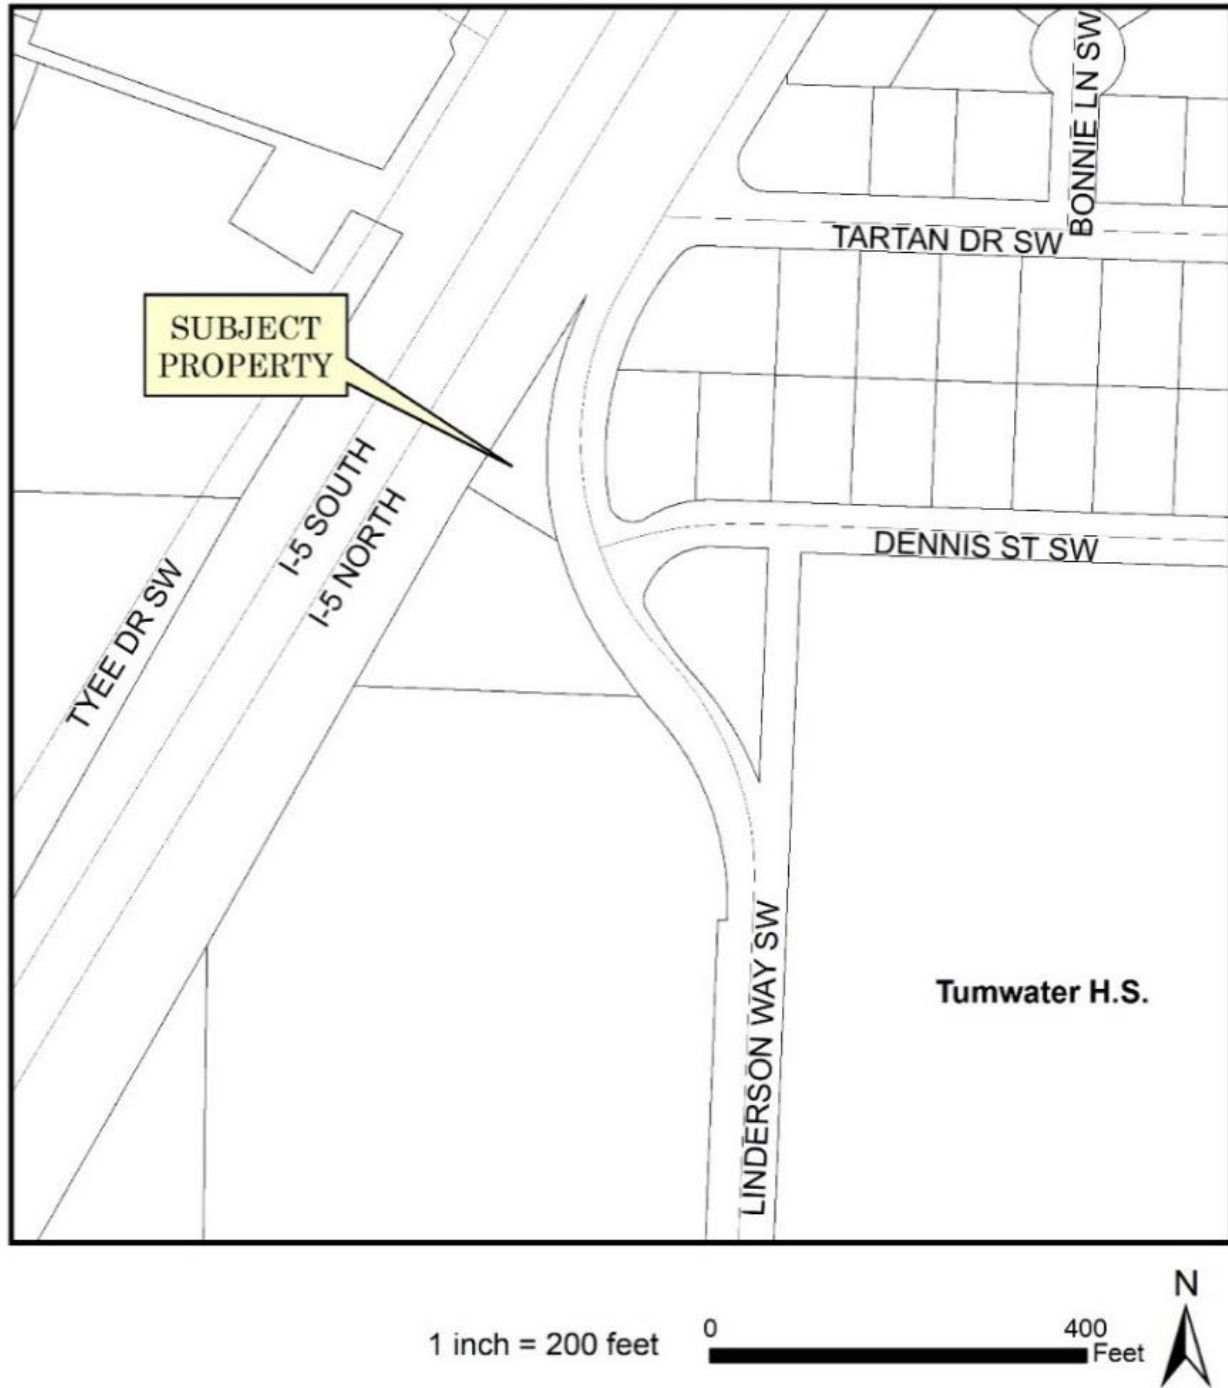 BONNIE LN SW
TARTAN DR SW
SUBJECT
PROPERTY
I-5 SOUTH
I-5 NORTH
DENNIS ST SW
TYEE DR SW
LINDERSON WAY SW
Tumwater H.S.
N
1 inch = 200 feet
0 400
Feet